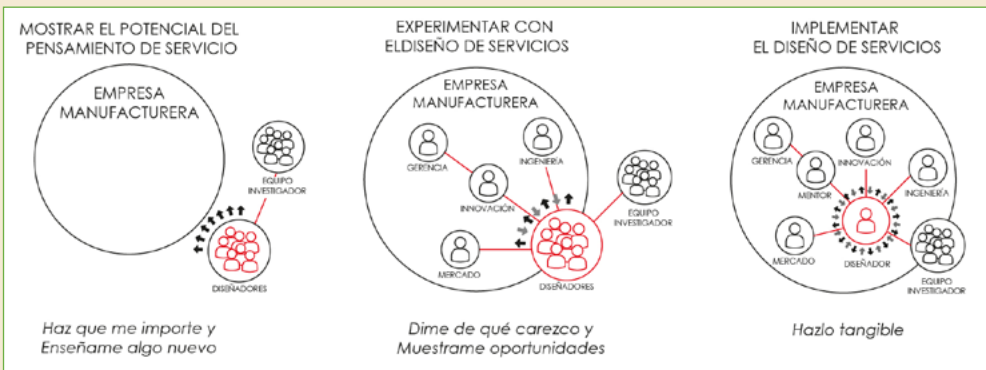 MOSTRAR EL POTENCIAL DEL
PENSAMIENTO DE SERVICIO
EMPRESA
MANUFACTURERA
EQUIPO
INVESTIGADOR
DISEÑADORES
Haz que me importe y
Enseñame algo nuevo
EXPERIMENTAR CON
ELDISEÑO DE SERVICIOS
EMPRESA
MANUFACTURERA
GERENCIA
INGENIERÍA
INNOVACIÓN
EQUIPO
INVESTIGADOR
MERCADO
DISEÑADORES
Dime de qué carezco y
Muestrame oportunidades
IMPLEMENTAR
EL DISEÑO DE SERVICIOS
EMPRESA
MANUFACTURERA
GERENCIA
INNOVACIÓN
MENTOR
INGENIERÍA
MERCADO
DISEÑADOR
EQUIPO
INVESTIGADOR
Hazlo tangible